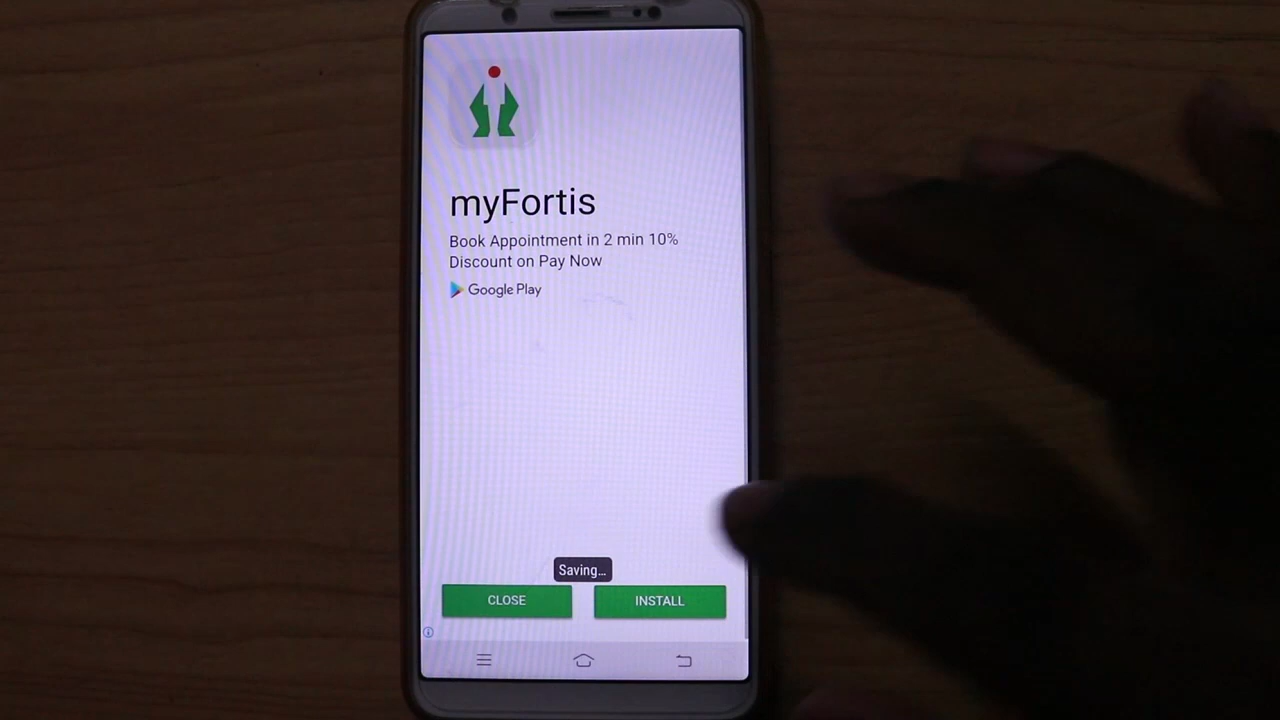 myFortis
Book Appointment in 2 min 10%
Discount on Pay Now
Google Play
Saving...
CLOSE
INSTALL